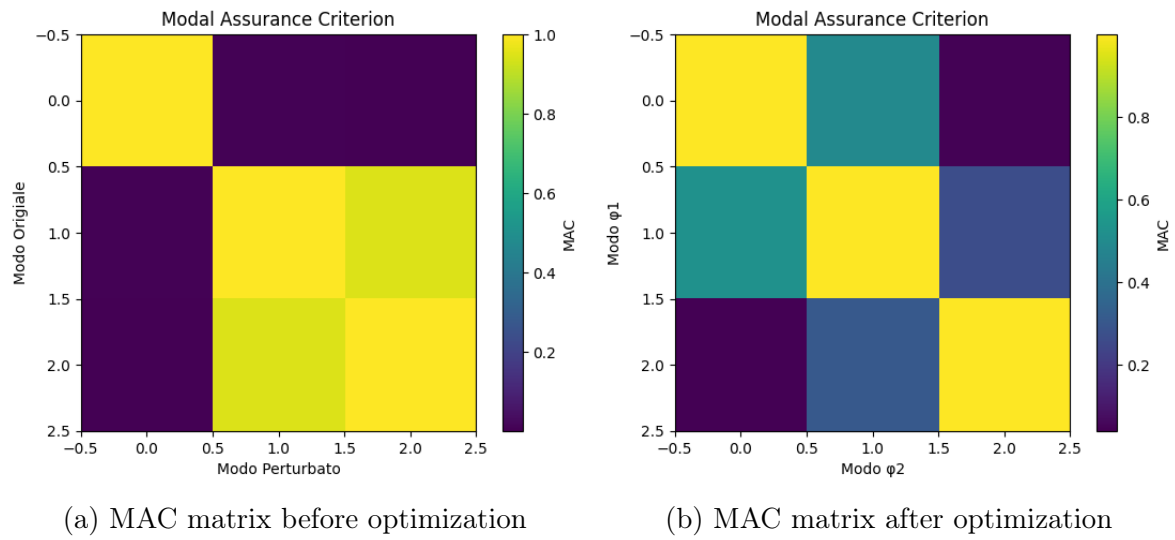 Modal Assurance Criterion
−0.5
0.0
0.5
1.0
1.5
2.0
2.5
Modo Origiale
−0.5 0.0 0.5 1.0 1.5 2.0 2.5
Modo Perturbato
1.0
0.8
0.6
0.4
0.2
MAC
(a) MAC matrix before optimization
Modal Assurance Criterion
−0.5
0.0
0.5
1.0
1.5
2.0
2.5
Modo φ1
−0.5 0.0 0.5 1.0 1.5 2.0 2.5
Modo φ2
0.8
0.6
0.4
0.2
MAC
(b) MAC matrix after optimization